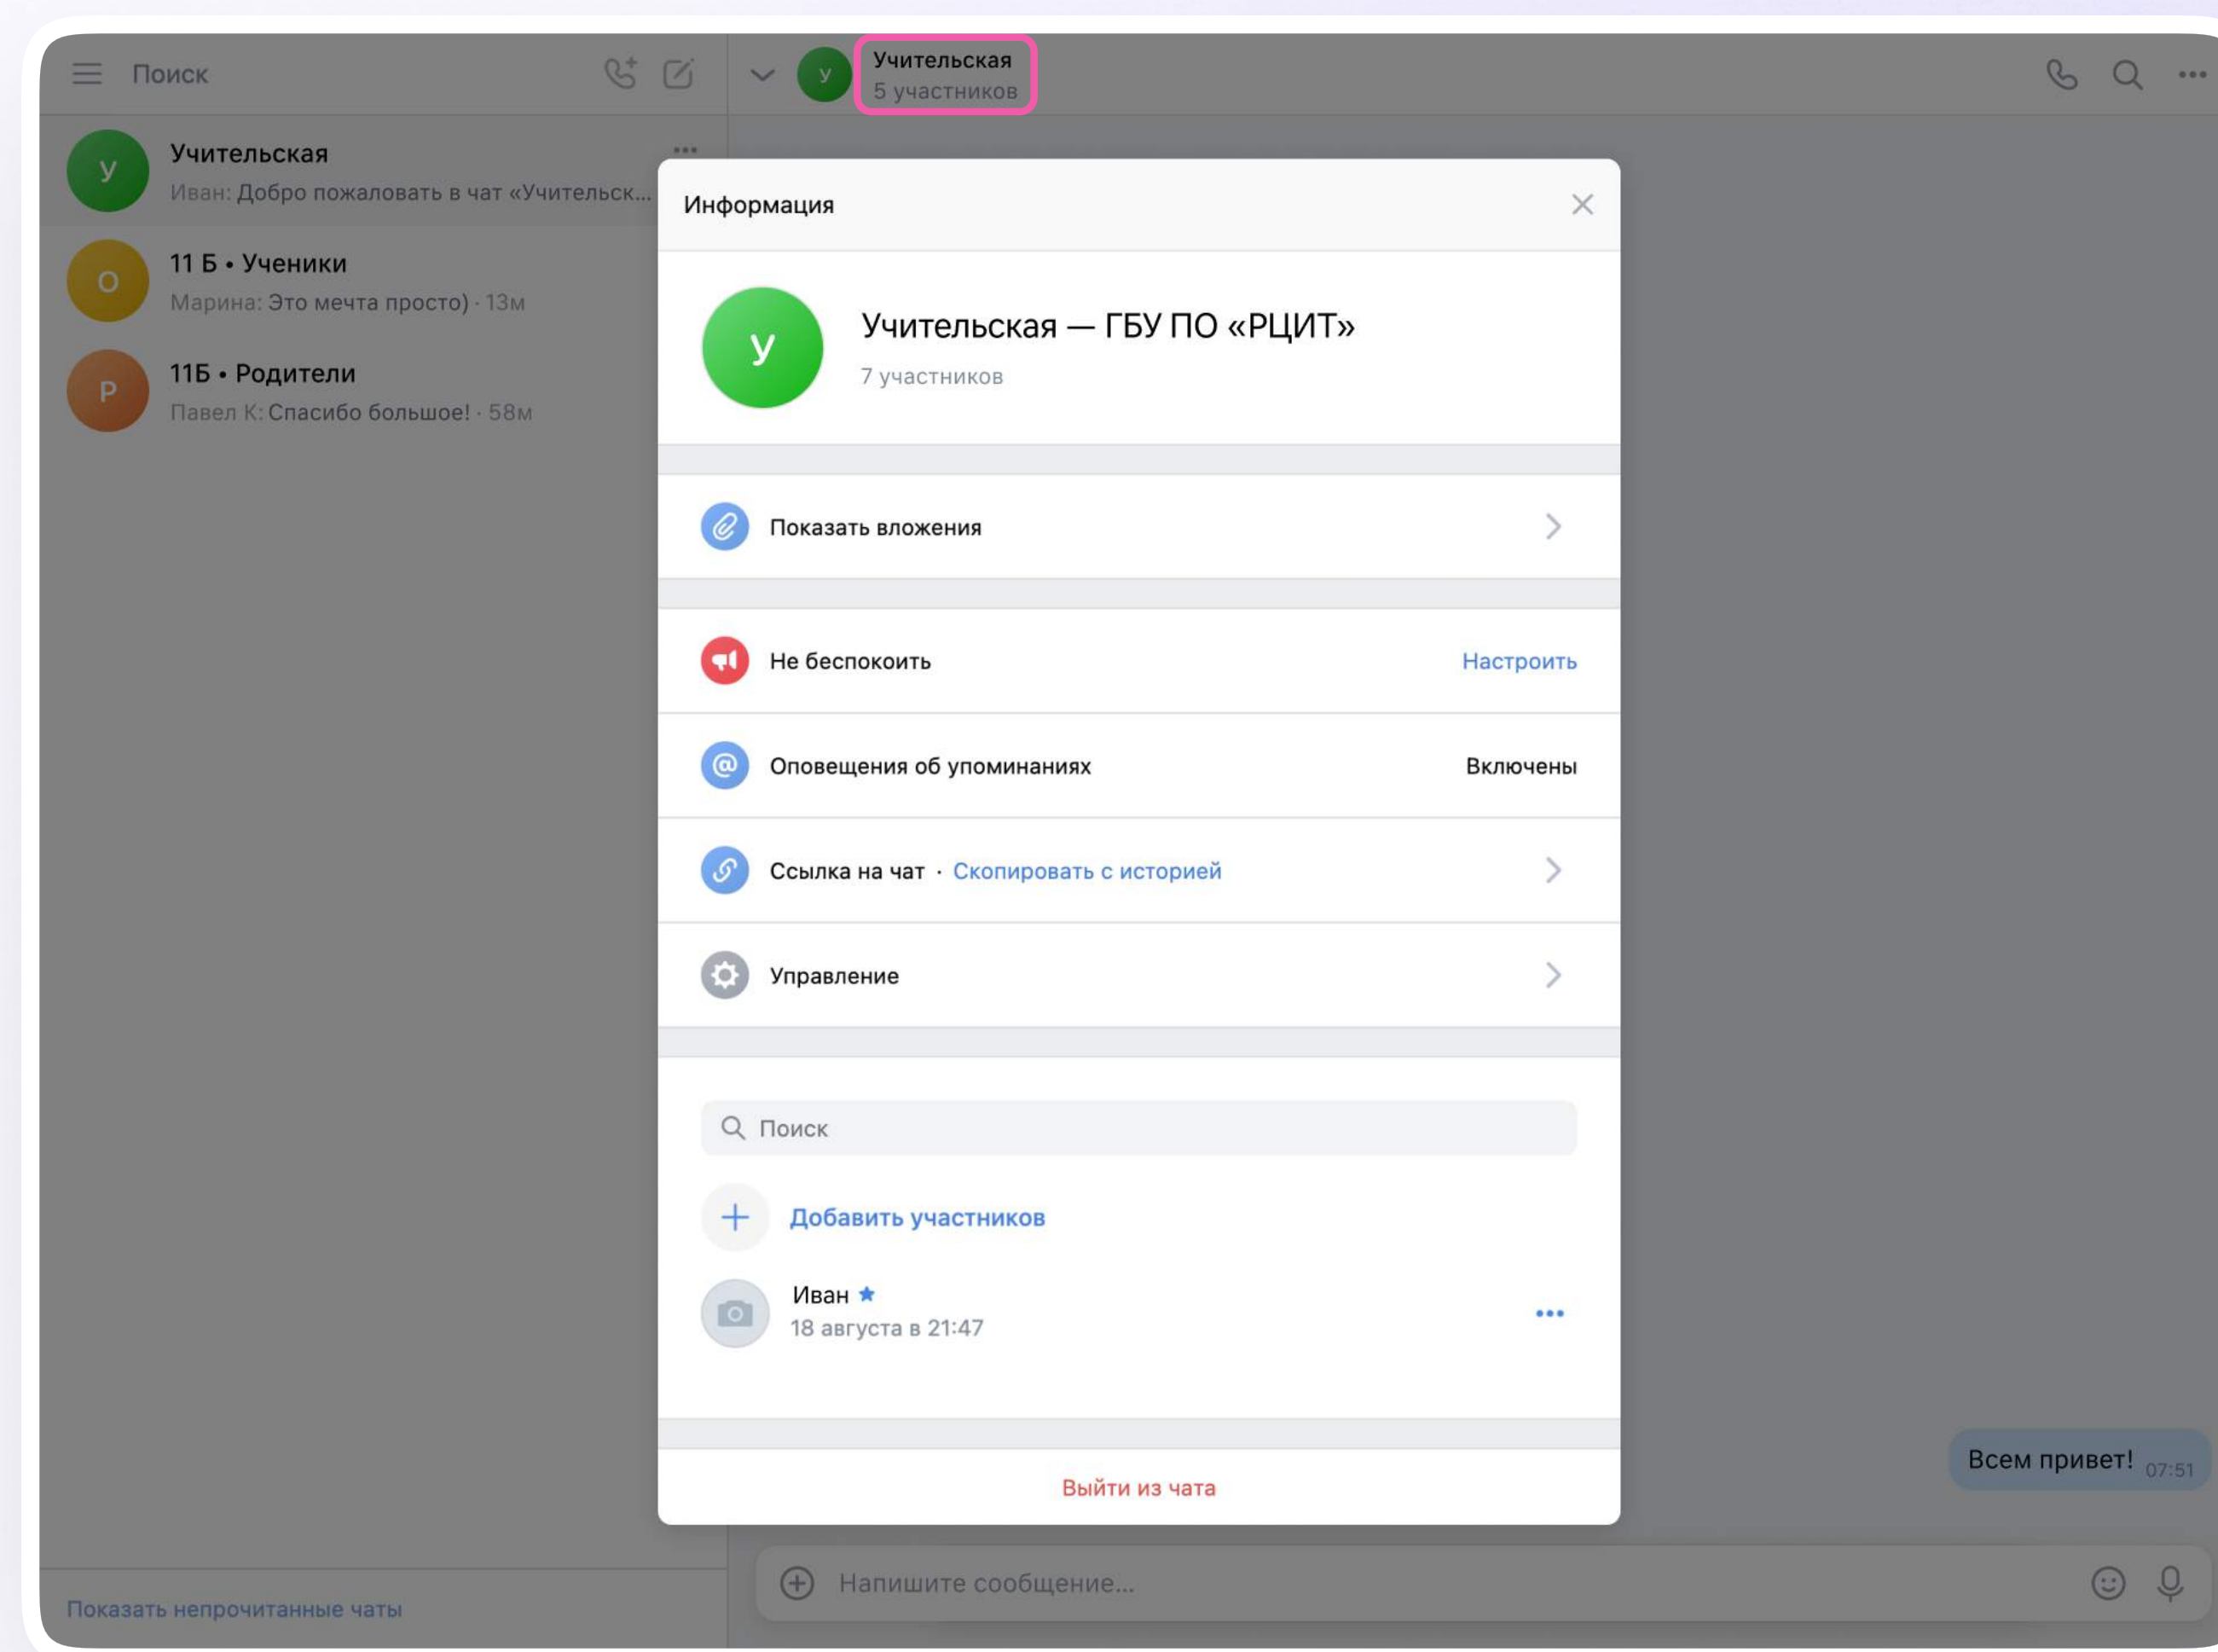 Поиск
У
Учительская
5 участников
У
Учительская
Иван: Добро пожаловать в чат «Учительск...
О
11 Б • Ученики
Марина: Это мечта просто) · 13м
Р
11Б • Родители
Павел К: Спасибо большое! · 58м
Информация
У
Учительская — ГБУ ПО «РЦИТ»
7 участников
Показать вложения
Не беспокоить
Настроить
Оповещения об упоминаниях
Включены
Ссылка на чат · Скопировать с историей
Управление
Поиск
Добавить участников
Иван
18 августа в 21:47
Выйти из чата
Всем привет! 07:51
Напишите сообщение...
Показать непрочитанные чаты